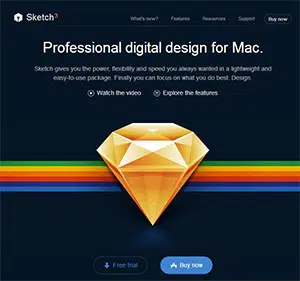 Sketch3
What's new?
Features
Resources
Support
Buy now
Professional digital design for Mac.
Sketch gives you the power, flexibility and speed you always wanted in a lightweight and
easy-to-use package. Finally you can focus on what you do best: Design.
Watch the video
Explore the features
Free trial
Buy now